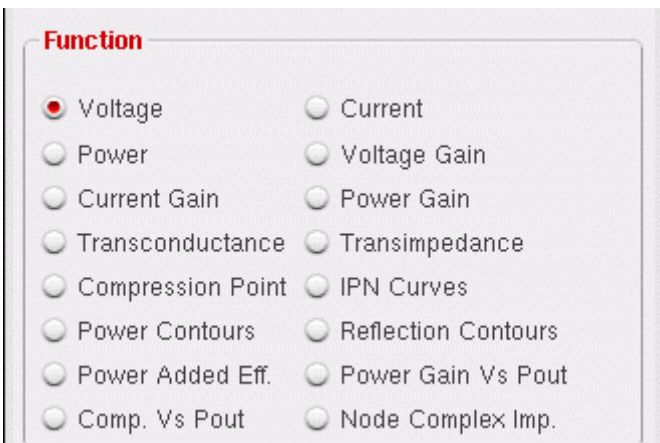 Function
Voltage Current
Power Voltage Gain
Current Gain Power Gain
Transconductance Transimpedance
Compression Point IPN Curves
Power Contours Reflection Contours
Power Added Eff. Power Gain Vs Pout
Comp. Vs Pout Node Complex Imp.